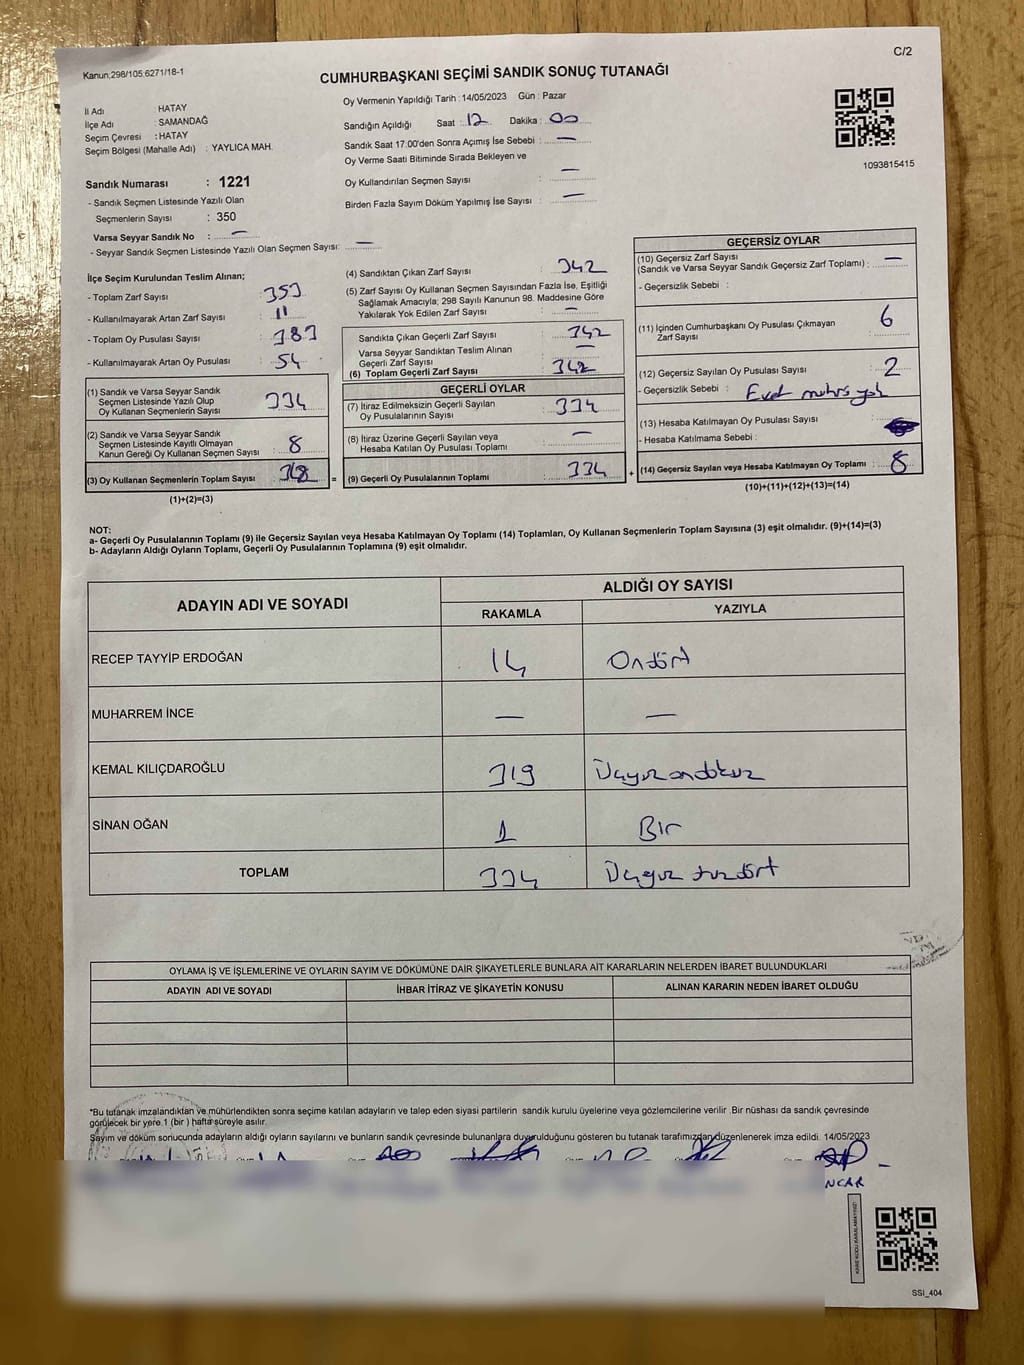 Kanun;298/105;6271/18-1
C/2
CUMHURBAŞKANI SEÇİMİ SANDIK SONUÇ TUTANAĞI
İl Adı : HATAY
İlçe Adı : SAMANDAĞ
Seçim Çevresi : HATAY
Seçim Bölgesi (Mahalle Adı) : YAYLICA MAH.
Oy Vermenin Yapıldığı Tarih : 14/05/2023 Gün : Pazar
Sandığın Açıldığı Saat : 12 Dakika : 00
Sandık Saat 17:00'den Sonra Açımış İse Sebebi : —
Oy Verme Saati Bitiminde Sırada Bekleyen ve
Oy Kullandırılan Seçmen Sayısı : —
Birden Fazla Sayım Döküm Yapılmış İse Sayısı : —
1093815415
Sandık Numarası : 1221
- Sandık Seçmen Listesinde Yazılı Olan
Seçmenlerin Sayısı : 350
Varsa Seyyar Sandık No : —
- Seyyar Sandık Seçmen Listesinde Yazılı Olan Seçmen Sayısı: —
İlçe Seçim Kurulundan Teslim Alınan;
- Toplam Zarf Sayısı : 353
- Kullanılmayarak Artan Zarf Sayısı : 11
- Toplam Oy Pusulası Sayısı : 383
- Kullanılmayarak Artan Oy Pusulası : 54
(1) Sandık ve Varsa Seyyar Sandık
Seçmen Listesinde Yazılı Olup
Oy Kullanan Seçmenlerin Sayısı : 334
(2) Sandık ve Varsa Seyyar Sandık
Seçmen Listesinde Kayıtlı Olmayan
Kanun Gereği Oy Kullanan Seçmen Sayısı : 8
(3) Oy Kullanan Seçmenlerin Toplam Sayısı :
(1)+(2)=(3)
(4) Sandıktan Çıkan Zarf Sayısı : 342
(5) Zarf Sayısı Oy Kullanan Seçmen Sayısından Fazla İse, Eşitliği
Sağlamak Amacıyla; 298 Sayılı Kanunun 98. Maddesine Göre
Yakılarak Yok Edilen Zarf Sayısı : —
Sandıkta Çıkan Geçerli Zarf Sayısı : 342
Varsa Seyyar Sandıktan Teslim Alınan
Geçerli Zarf Sayısı : —
(6) Toplam Geçerli Zarf Sayısı : 342
GEÇERLİ OYLAR
(7) İtiraz Edilmeksizin Geçerli Sayılan
Oy Pusulalarının Sayısı : 334
(8) İtiraz Üzerine Geçerli Sayılan veya
Hesaba Katılan Oy Pusulası Toplamı : —
= (9) Geçerli Oy Pusulalarının Toplamı : 334 +
GEÇERSİZ OYLAR
(10) Geçersiz Zarf Sayısı
(Sandık ve Varsa Seyyar Sandık Geçersiz Zarf Toplamı) : —
- Geçersizlik Sebebi :
(11) İçinden Cumhurbaşkanı Oy Pusulası Çıkmayan
Zarf Sayısı : 6
(12) Geçersiz Sayılan Oy Pusulası Sayısı : 2
- Geçersizlik Sebebi : Evet yok
(13) Hesaba Katılmayan Oy Pusulası Sayısı :
- Hesaba Katılmama Sebebi :
(14) Geçersiz Sayılan veya Hesaba Katılmayan Oy Toplamı : 8
(10)+(11)+(12)+(13)=(14)
NOT:
a- Geçerli Oy Pusulalarının Toplamı (9) ile Geçersiz Sayılan veya Hesaba Katılmayan Oy Toplamı (14) Toplamları, Oy Kullanan Seçmenlerin Toplam Sayısına (3) eşit olmalıdır. (9)+(14)=(3)
b- Adayların Aldığı Oyların Toplamı, Geçerli Oy Pusulalarının Toplamına (9) eşit olmalıdır.
ADAYIN ADI VE SOYADI
ALDIĞI OY SAYISI
RAKAMLA YAZIYLA
RECEP TAYYİP ERDOĞAN 14 Ondört
MUHARREM İNCE — —
KEMAL KILIÇDAROĞLU 319 Üçyüzondokuz
SİNAN OĞAN 1 Bir
TOPLAM 334
OYLAMA İŞ VE İŞLEMLERİNE VE OYLARIN SAYIM VE DÖKÜMÜNE DAİR ŞİKAYETLERLE BUNLARA AİT KARARLARIN NELERDEN İBARET BULUNDUKLARI
ADAYIN ADI VE SOYADI İHBAR İTİRAZ VE ŞİKAYETİN KONUSU ALINAN KARARIN NEDEN İBARET OLDUĞU
*Bu tutanak imzalandıktan ve mühürlendikten sonra seçime katılan adayların ve talep eden siyasi partilerin sandık kurulu üyelerine veya gözlemcilerine verilir .Bir nüshası da sandık çevresinde
görülecek bir yere 1 (bir ) hafta süreyle asılır.
Sayım ve döküm sonucunda adayların aldığı oyların sayılarını ve bunların sandık çevresinde bulunanlara duyurulduğunu gösteren bu tutanak tarafımızdan düzenlenerek imza edildi. 14/05/2023
NCAR
KARE KODU KARALAMAYINIZ!
SSI_404